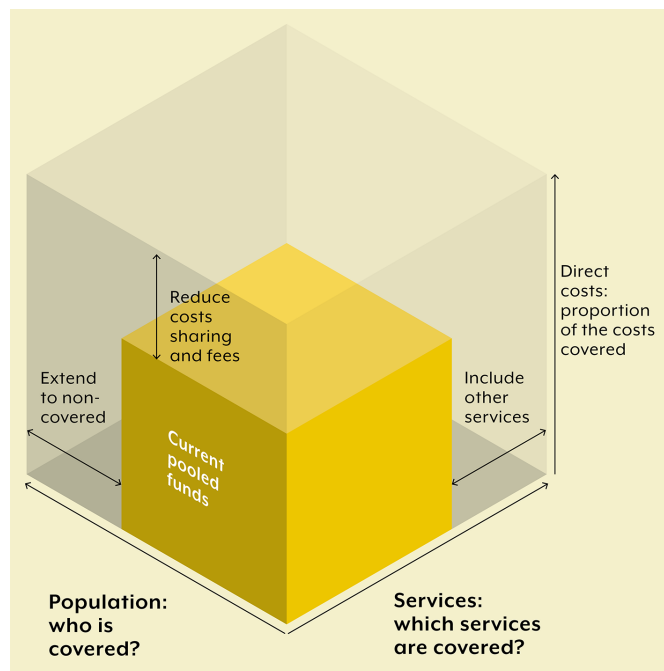 Reduce
costs
sharing
and fees
Direct
costs:
proportion
of the costs
covered
Extend
to non-
covered
Include
other
services
Current
pooled
funds
Population:
who is
covered?
Services:
which services
are covered?